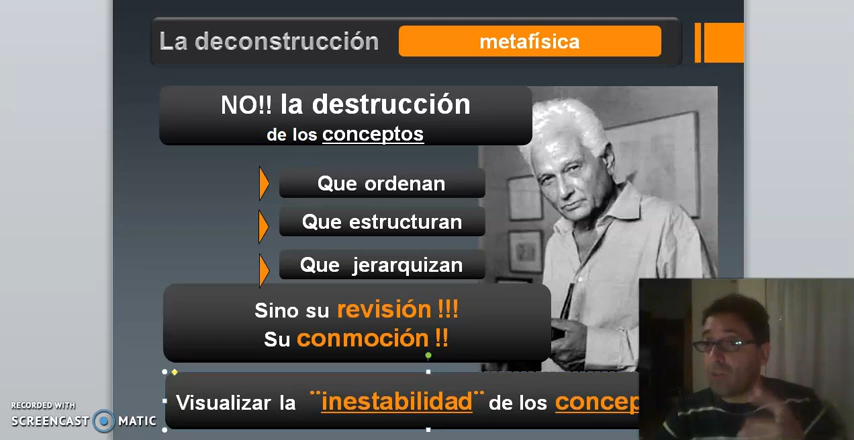 La deconstrucción
metafísica
NO!! la destrucción
de los conceptos
Que ordenan
Que estructuran
Que jerarquizan
Sino su revisión !!!
Su conmoción !!
Visualizar la ¨inestabilidad¨ de los concep
RECORDED WITH
SCREENCAST MATIC